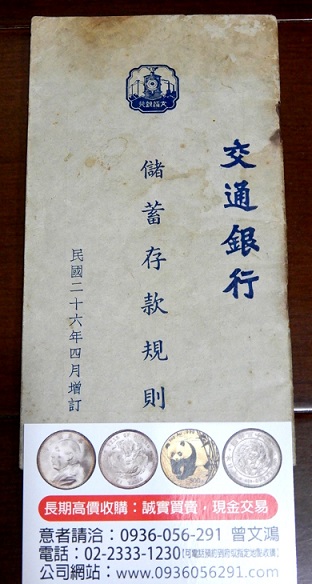 交通銀行
儲蓄存款規則
民國二十六年四月增訂
長期高價收購：誠實買賣，現金交易
意者請洽：0936-056-291 曾文鴻
電話：02-2333-1230
公司網站：www.0936056291.com